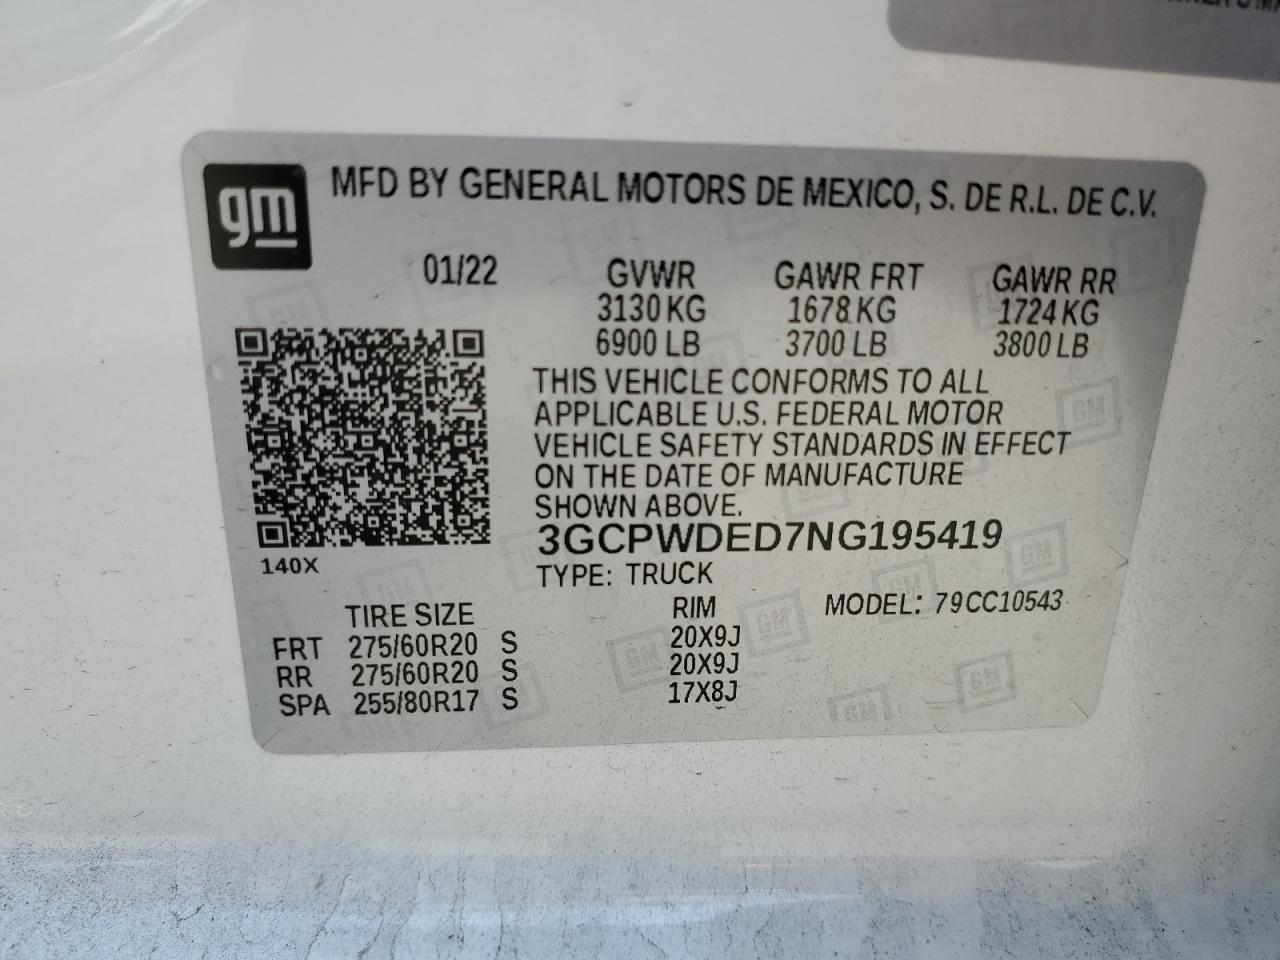 gm
MFD BY GENERAL MOTORS DE MEXICO, S. DE R.L. DE C.V.
01/22 GVWR GAWR FRT GAWR RR
3130 KG 1678 KG 1724 KG
6900 LB 3700 LB 3800 LB
THIS VEHICLE CONFORMS TO ALL
APPLICABLE U.S. FEDERAL MOTOR
VEHICLE SAFETY STANDARDS IN EFFECT
ON THE DATE OF MANUFACTURE
SHOWN ABOVE.
3GCPWDED7NG195419
140X
TYPE: TRUCK
TIRE SIZE RIM MODEL: 79CC10543
FRT 275/60R20 S 20X9J
RR 275/60R20 S 20X9J
SPA 255/80R17 S 17X8J